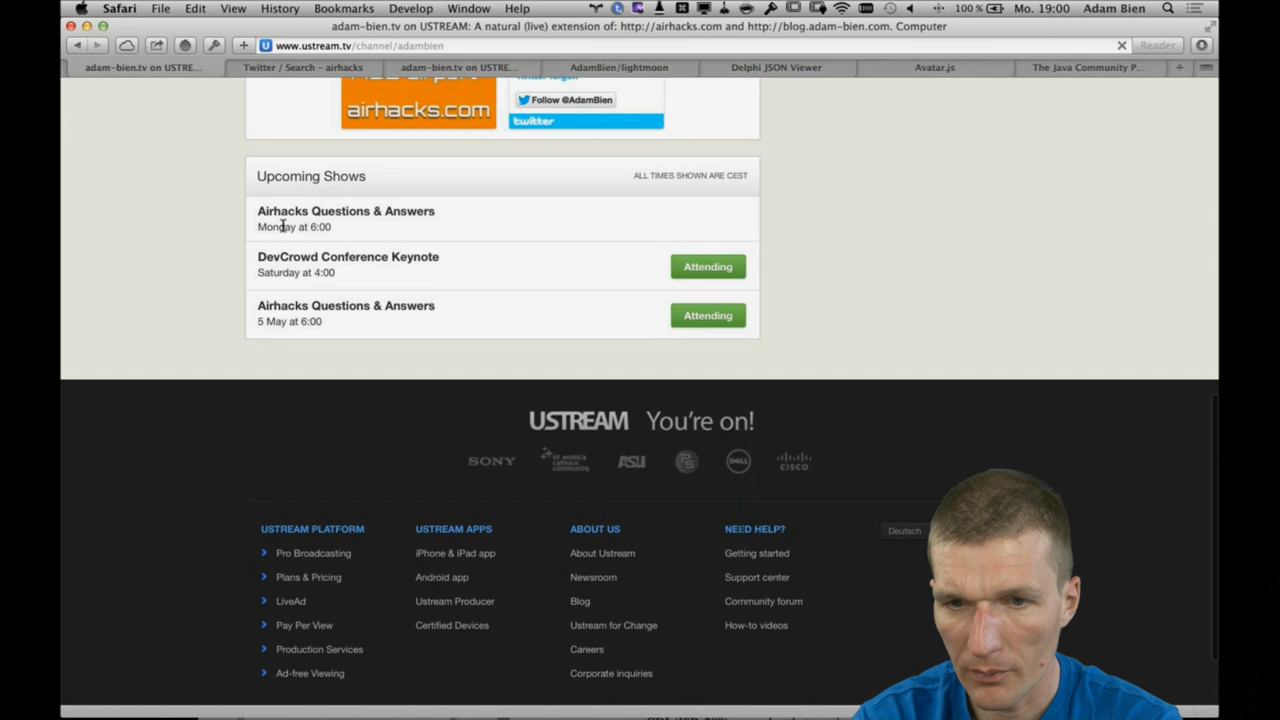 Safari File Edit View History Bookmarks Develop Window Help 100 % Mo. 19:00 Adam Bien
adam-bien.tv on USTREAM: A natural (live) extension of: http://airhacks.com and http://blog.adam-bien.com. Computer
www.ustream.tv/channel/adambien Reader
adam-bien.tv on USTRE... Twitter / Search - airhacks adam-bien.tv on USTRE... AdamBien/lightmoon Delphi JSON Viewer Avatar.js The Java Community P...
airhacks.com
Follow @AdamBien
twitter
Upcoming Shows
ALL TIMES SHOWN ARE CEST
Airhacks Questions & Answers
Monday at 6:00
DevCrowd Conference Keynote
Saturday at 4:00
Attending
Airhacks Questions & Answers
5 May at 6:00
Attending
USTREAM You're on!
SONY ASU DELL CISCO
USTREAM PLATFORM
Pro Broadcasting
Plans & Pricing
LiveAd
Pay Per View
Production Services
Ad-free Viewing
USTREAM APPS
iPhone & iPad app
Android app
Ustream Producer
Certified Devices
ABOUT US
About Ustream
Newsroom
Blog
Ustream for Change
Careers
Corporate inquiries
NEED HELP?
Getting started
Support center
Community forum
How-to videos
Deutsch